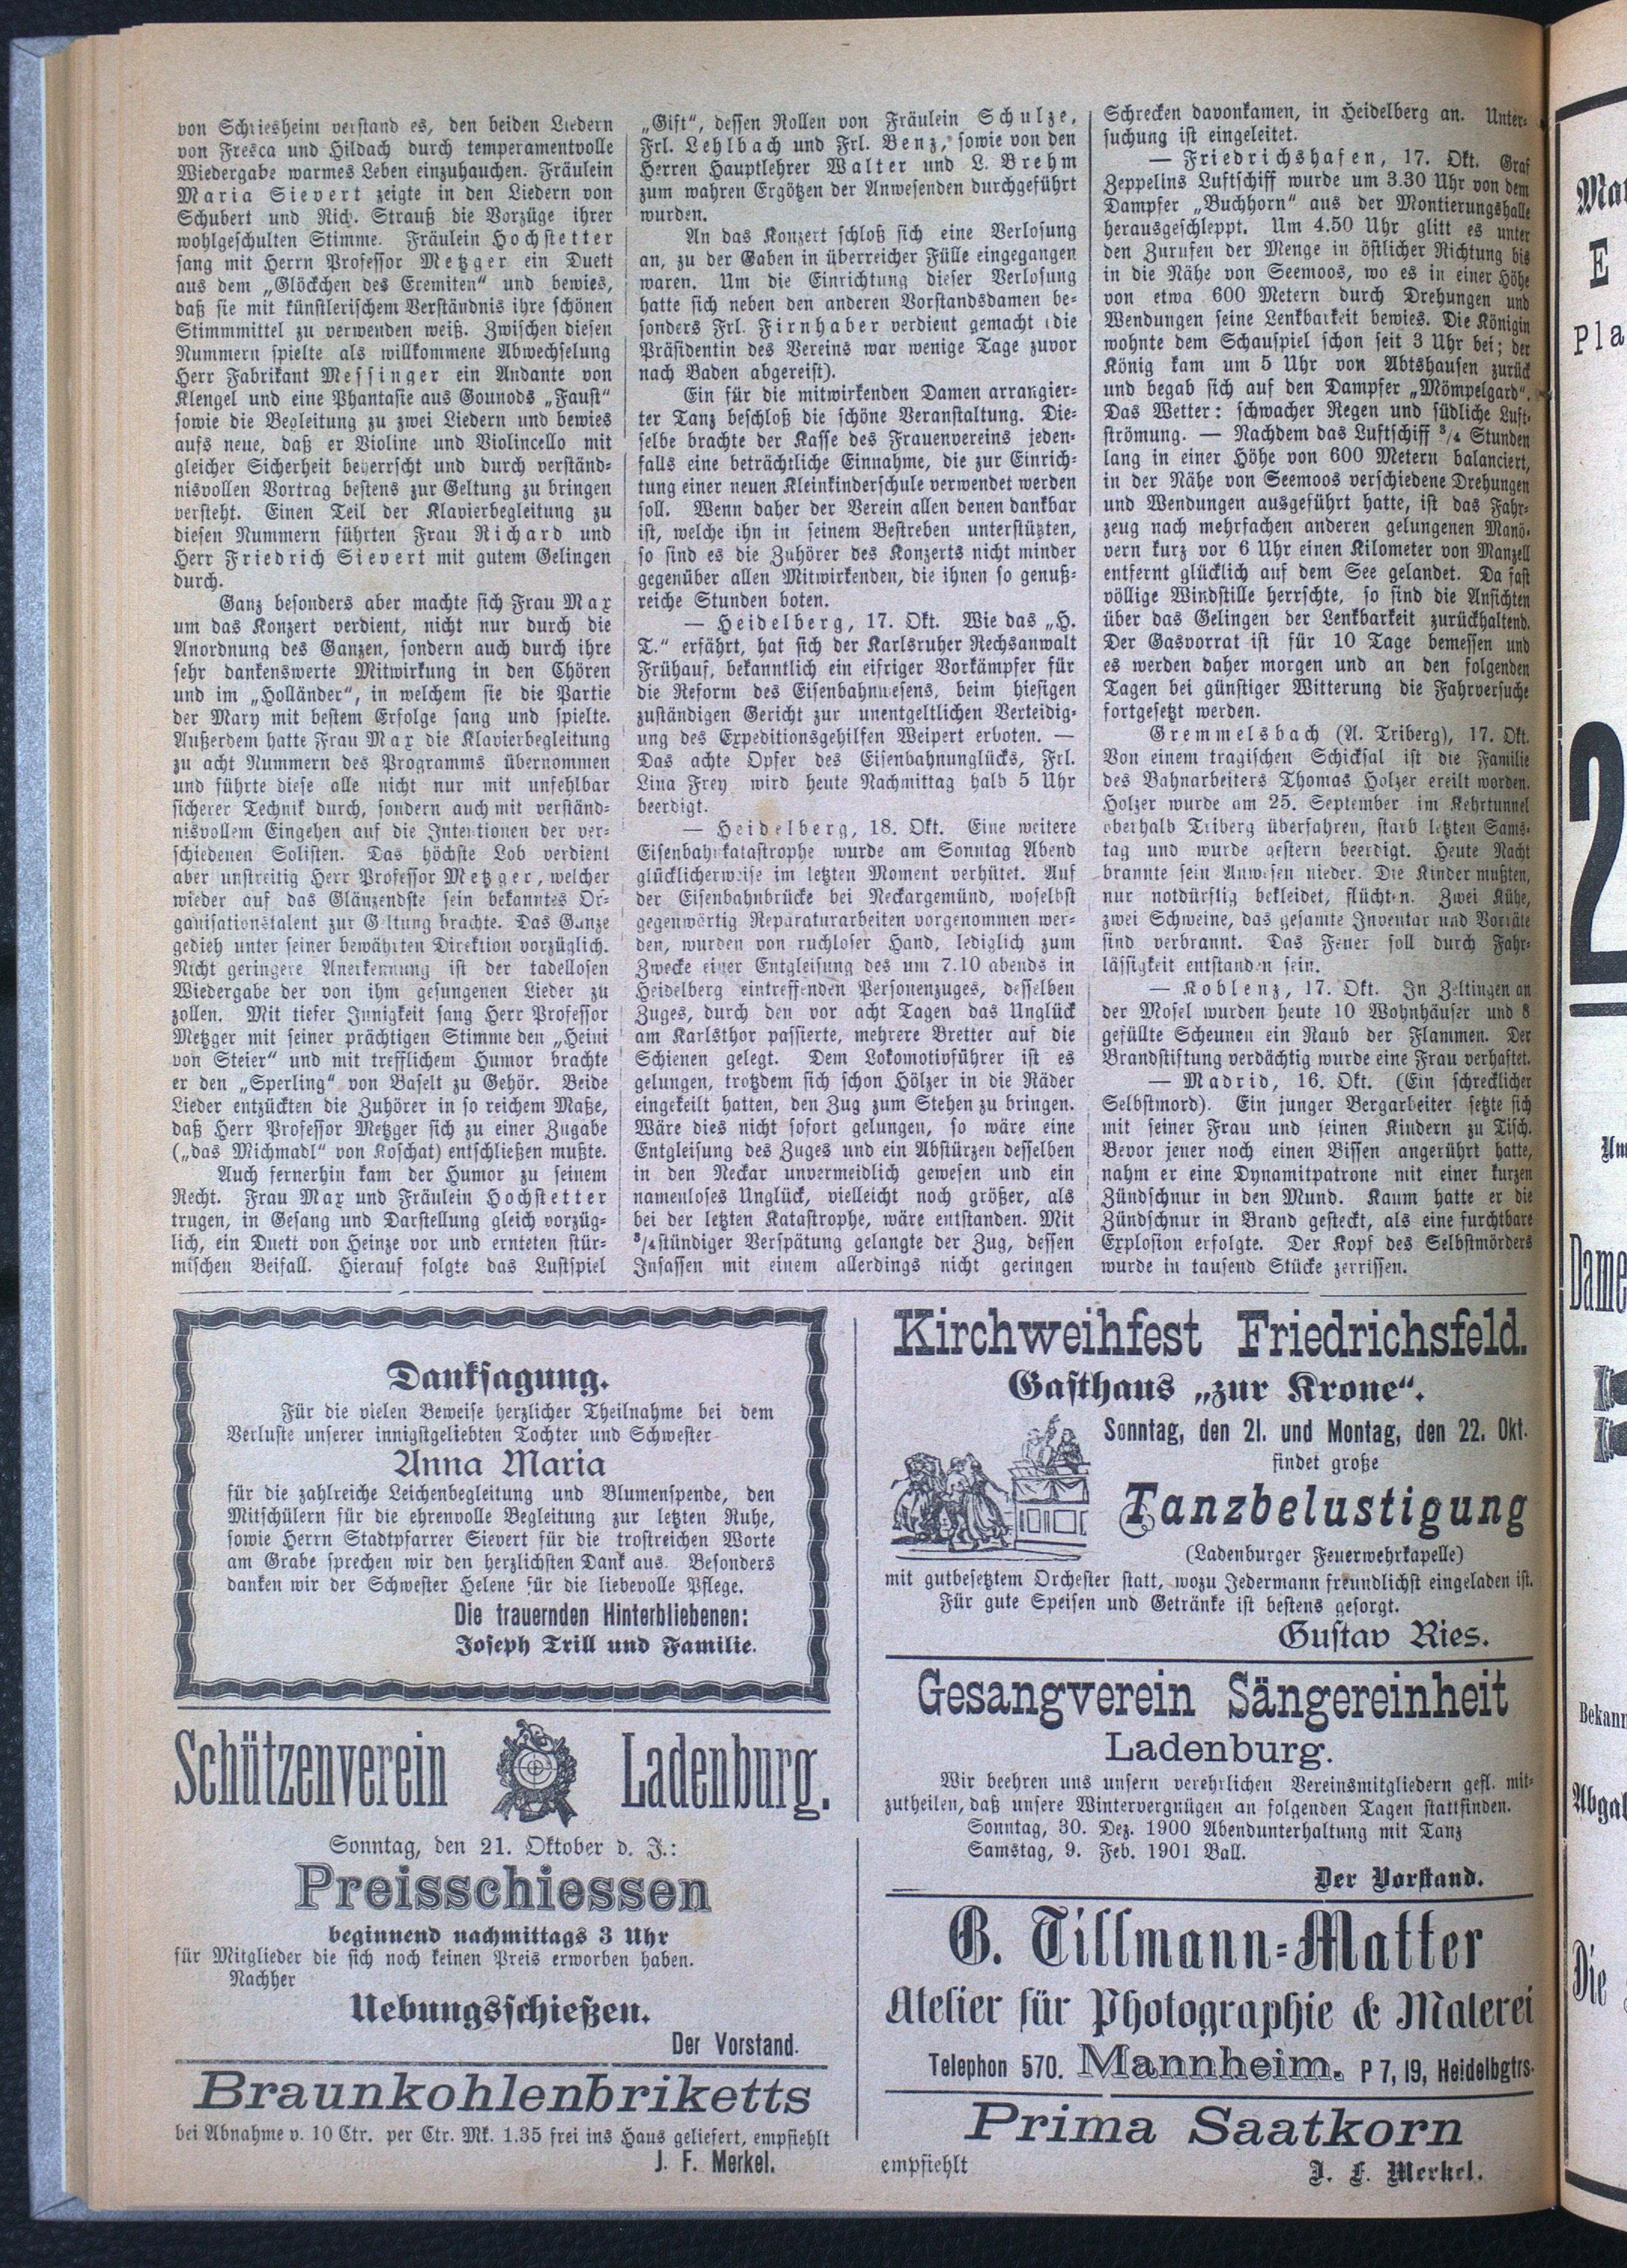 von Schriesheim verstand es, den beiden Liedern
von Fresca und Hildach durch temperamentvolle
Wiedergabe warmes Leben einzuhauchen. Fräulein
Maria Sievert zeigte in den Liedern von
Schubert und Rich. Strauß die Vorzüge ihrer
wohlgeschulten Stimme. Fräulein Hochstetter
sang mit Herrn Professor Metzger ein Duett
aus dem „Glöckchen des Eremiten“ und bewies,
daß sie mit künstlerischem Verständnis ihre schönen
Stimmmittel zu verwenden weiß. Zwischen diesen
Nummern spielte als willkommene Abwechselung
Herr Fabrikant Messinger ein Andante von
Klengel und eine Phantasie aus Gounods „Faust“
sowie die Begleitung zu zwei Liedern und bewies
aufs neue, daß er Violine und Violincello mit
gleicher Sicherheit beherrscht und durch verständ-
nisvollen Vortrag bestens zur Geltung zu bringen
versteht. Einen Teil der Klavierbegleitung zu
diesen Nummern führten Frau Richard und
Herr Friedrich Sievert mit gutem Gelingen
durch.
Ganz besonders aber machte sich Frau Max
um das Konzert verdient, nicht nur durch die
Anordnung des Ganzen, sondern auch durch ihre
sehr dankenswerte Mitwirkung in den Chören
und im „Holländer“, in welchem sie die Partie
der Mary mit bestem Erfolge sang und spielte.
Außerdem hatte Frau Max die Klavierbegleitung
zu acht Nummern des Programms übernommen
und führte diese alle nicht nur mit unfehlbar
sicherer Technik durch, sondern auch mit verständ-
nisvollem Eingehen auf die Intentionen der ver-
schiedenen Solisten. Das höchste Lob verdient
aber unstreitig Herr Professor Metzger, welcher
wieder auf das Glänzendste sein bekanntes Or-
ganisationstalent zur Geltung brachte. Das Ganze
gedieh unter seiner bewährten Direktion vorzüglich.
Nicht geringere Anerkennung ist der tadellosen
Wiedergabe der von ihm gesungenen Lieder zu
zollen. Mit tiefer Innigkeit sang Herr Professor
Metzger mit seiner prächtigen Stimme den „Heini
von Steier“ und mit trefflichem Humor brachte
er den „Sperling“ von Baselt zu Gehör. Beide
Lieder entzückten die Zuhörer in so reichem Maße,
daß Herr Professor Metzger sich zu einer Zugabe
(„das Michmadl“ von Koschat) entschließen mußte.
Auch fernerhin kam der Humor zu seinem
Recht. Frau Max und Fräulein Hochstetter
trugen, in Gesang und Darstellung gleich vorzüg-
lich, ein Duett von Heinze vor und ernteten stür-
mischen Beifall. Hierauf folgte das Lustspiel
„Gift“, dessen Rollen von Fräulein Schulze,
Frl. Lehlbach und Frl. Benz, sowie von den
Herren Hauptlehrer Walter und L. Brehm
zum wahren Ergötzen der Anwesenden durchgeführt
wurden.
An das Konzert schloß sich eine Verlosung
an, zu der Gaben in überreicher Fülle eingegangen
waren. Um die Einrichtung dieser Verlosung
hatte sich neben den anderen Vorstandsdamen be-
sonders Frl. Firnhaber verdient gemacht (die
Präsidentin des Vereins war wenige Tage zuvor
nach Baden abgereist).
Ein für die mitwirkenden Damen arrangier-
ter Tanz beschloß die schöne Veranstaltung. Die-
selbe brachte der Kasse des Frauenvereins jeden-
falls eine beträchtliche Einnahme, die zur Einrich-
tung einer neuen Kleinkinderschule verwendet werden
soll. Wenn daher der Verein allen denen dankbar
ist, welche ihn in seinem Bestreben unterstützten,
so sind es die Zuhörer des Konzerts nicht minder
gegenüber allen Mitwirkenden, die ihnen so genuß-
reiche Stunden boten.
— Heidelberg, 17. Okt. Wie das „H.
T.“ erfährt, hat sich der Karlsruher Rechsanwalt
Frühauf, bekanntlich ein eifriger Vorkämpfer für
die Reform des Eisenbahnwesens, beim hiesigen
zuständigen Gericht zur unentgeltlichen Verteidig-
ung des Expeditionsgehilfen Weipert erboten. —
Das achte Opfer des Eisenbahnunglücks, Frl.
Lina Frey wird heute Nachmittag halb 5 Uhr
beerdigt.
— Heidelberg, 18. Okt. Eine weitere
Eisenbahnkatastrophe wurde am Sonntag Abend
glücklicherweise im letzten Moment verhütet. Auf
der Eisenbahnbrücke bei Neckargemünd, woselbst
gegenwärtig Reparaturarbeiten vorgenommen wer-
den, wurden von ruchloser Hand, lediglich zum
Zwecke einer Entgleisung des um 7.10 abends in
Heidelberg eintreffenden Personenzuges, desselben
Zuges, durch den vor acht Tagen das Unglück
am Karlsthor passierte, mehrere Bretter auf die
Schienen gelegt. Dem Lokomotivführer ist es
gelungen, trotzdem sich schon Hölzer in die Räder
eingekeilt hatten, den Zug zum Stehen zu bringen.
Wäre dies nicht sofort gelungen, so wäre eine
Entgleisung des Zuges und ein Abstürzen desselben
in den Neckar unvermeidlich gewesen und ein
namenloses Unglück, vielleicht noch größer, als
bei der letzten Katastrophe, wäre entstanden. Mit
¾stündiger Verspätung gelangte der Zug, dessen
Insassen mit einem allerdings nicht geringen
Schrecken davonkamen, in Heidelberg an. Unter-
suchung ist eingeleitet.
— Friedrichshafen, 17. Okt. Graf
Zeppelins Luftschiff wurde um 3.30 Uhr von dem
Dampfer „Buchhorn“ aus der Montierungshalle
herausgeschleppt. Um 4.50 Uhr glitt es unter
den Zurufen der Menge in östlicher Richtung bis
in die Nähe von Seemoos, wo es in einer Höhe
von etwa 600 Metern durch Drehungen und
Wendungen seine Lenkbarkeit bewies. Die Königin
wohnte dem Schauspiel schon seit 3 Uhr bei; der
König kam um 5 Uhr von Abtshausen zurück
und begab sich auf den Dampfer „Mömpelgard“.
Das Wetter: schwacher Regen und südliche Luft-
strömung. — Nachdem das Luftschiff ¾ Stunden
lang in einer Höhe von 600 Metern balanciert,
in der Nähe von Seemoos verschiedene Drehungen
und Wendungen ausgeführt hatte, ist das Fahr-
zeug nach mehrfachen anderen gelungenen Manö-
vern kurz vor 6 Uhr einen Kilometer von Manzell
entfernt glücklich auf dem See gelandet. Da fast
völlige Windstille herrschte, so sind die Ansichten
über das Gelingen der Lenkbarkeit zurückhaltend.
Der Gasvorrat ist für 10 Tage bemessen und
es werden daher morgen und an den folgenden
Tagen bei günstiger Witterung die Fahrversuche
fortgesetzt werden.
Gremmelsbach (A. Triberg), 17. Okt.
Von einem tragischen Schicksal ist die Familie
des Bahnarbeiters Thomas Holzer ereilt worden.
Holzer wurde am 25. September im Kehrtunnel
oberhalb Triberg überfahren, starb letzten Sams-
tag und wurde gestern beerdigt. Heute Nacht
brannte sein Anwesen nieder. Die Kinder mußten,
nur notdürftig bekleidet, flüchten. Zwei Kühe,
zwei Schweine, das gesamte Inventar und Vorräte
sind verbrannt. Das Feuer soll durch Fahr-
lässigkeit entstanden sein.
— Koblenz, 17. Okt. In Zeltingen an
der Mosel wurden heute 10 Wohnhäuser und 8
gefüllte Scheunen ein Raub der Flammen. Der
Brandstiftung verdächtig wurde eine Frau verhaftet.
— Madrid, 16. Okt. (Ein schrecklicher
Selbstmord). Ein junger Bergarbeiter setzte sich
mit seiner Frau und seinen Kindern zu Tisch.
Bevor jener noch einen Bissen angerührt hatte,
nahm er eine Dynamitpatrone mit einer kurzen
Zündschnur in den Mund. Kaum hatte er die
Zündschnur in Brand gesteckt, als eine furchtbare
Explosion erfolgte. Der Kopf des Selbstmörders
wurde in tausend Stücke zerrissen.
Danksagung.
Für die vielen Beweise herzlicher Theilnahme bei dem
Verluste unserer innigstgeliebten Tochter und Schwester
Anna Maria
für die zahlreiche Leichenbegleitung und Blumenspende, den
Mitschülern für die ehrenvolle Begleitung zur letzten Ruhe,
sowie Herrn Stadtpfarrer Sievert für die trostreichen Worte
am Grabe sprechen wir den herzlichsten Dank aus. Besonders
danken wir der Schwester Helene für die liebevolle Pflege.
Die trauernden Hinterbliebenen:
Joseph Trill und Familie.
Schützenverein Ladenburg.
Sonntag, den 21. Oktober d. J.:
Preisschiessen
beginnend nachmittags 3 Uhr
für Mitglieder die sich noch keinen Preis erworben haben.
Nachher
Uebungsschießen.
Der Vorstand.
Braunkohlenbriketts
bei Abnahme v. 10 Ctr. per Ctr. Mk. 1.35 frei ins Haus geliefert, empfiehlt
J. F. Merkel.
Kirchweihfest Friedrichsfeld.
Gasthaus „zur Krone“.
Sonntag, den 21. und Montag, den 22. Okt.
findet große
Tanzbelustigung
(Ladenburger Feuerwehrkapelle)
mit gutbesetztem Orchester statt, wozu Jedermann freundlichst eingeladen ist.
Für gute Speisen und Getränke ist bestens gesorgt.
Gustav Ries.
Gesangverein Sängereinheit
Ladenburg.
Wir beehren uns unsern verehrlichen Vereinsmitgliedern gefl. mit-
zutheilen, daß unsere Wintervergnügen an folgenden Tagen stattfinden.
Sonntag, 30. Dez. 1900 Abendunterhaltung mit Tanz
Samstag, 9. Feb. 1901 Ball.
Der Vorstand.
G. Tillmann-Matter
Atelier für Photographie & Malerei
Telephon 570. Mannheim. P 7, 19, Heidelbgtrs.
Prima Saatkorn
empfiehlt
J. F. Merkel.
Mat
E
Pla
2
Um
Dame
Bekann
Abgab
Die